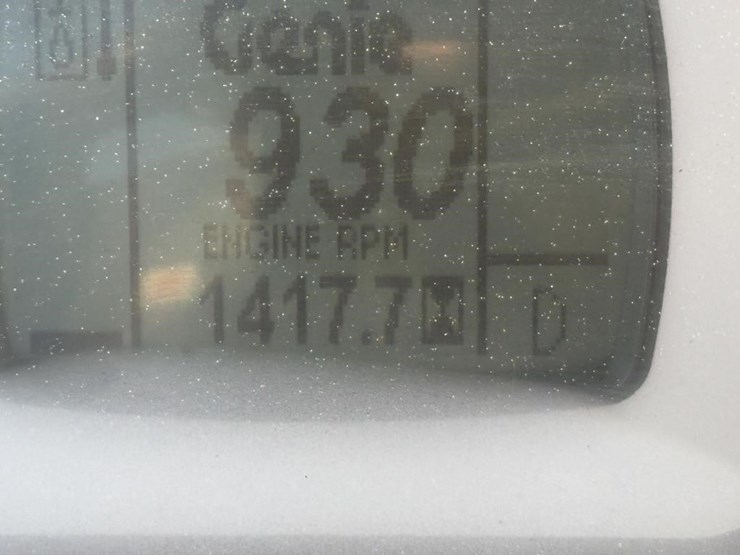 Genie
930
ENGINE RPM
1417.7
D